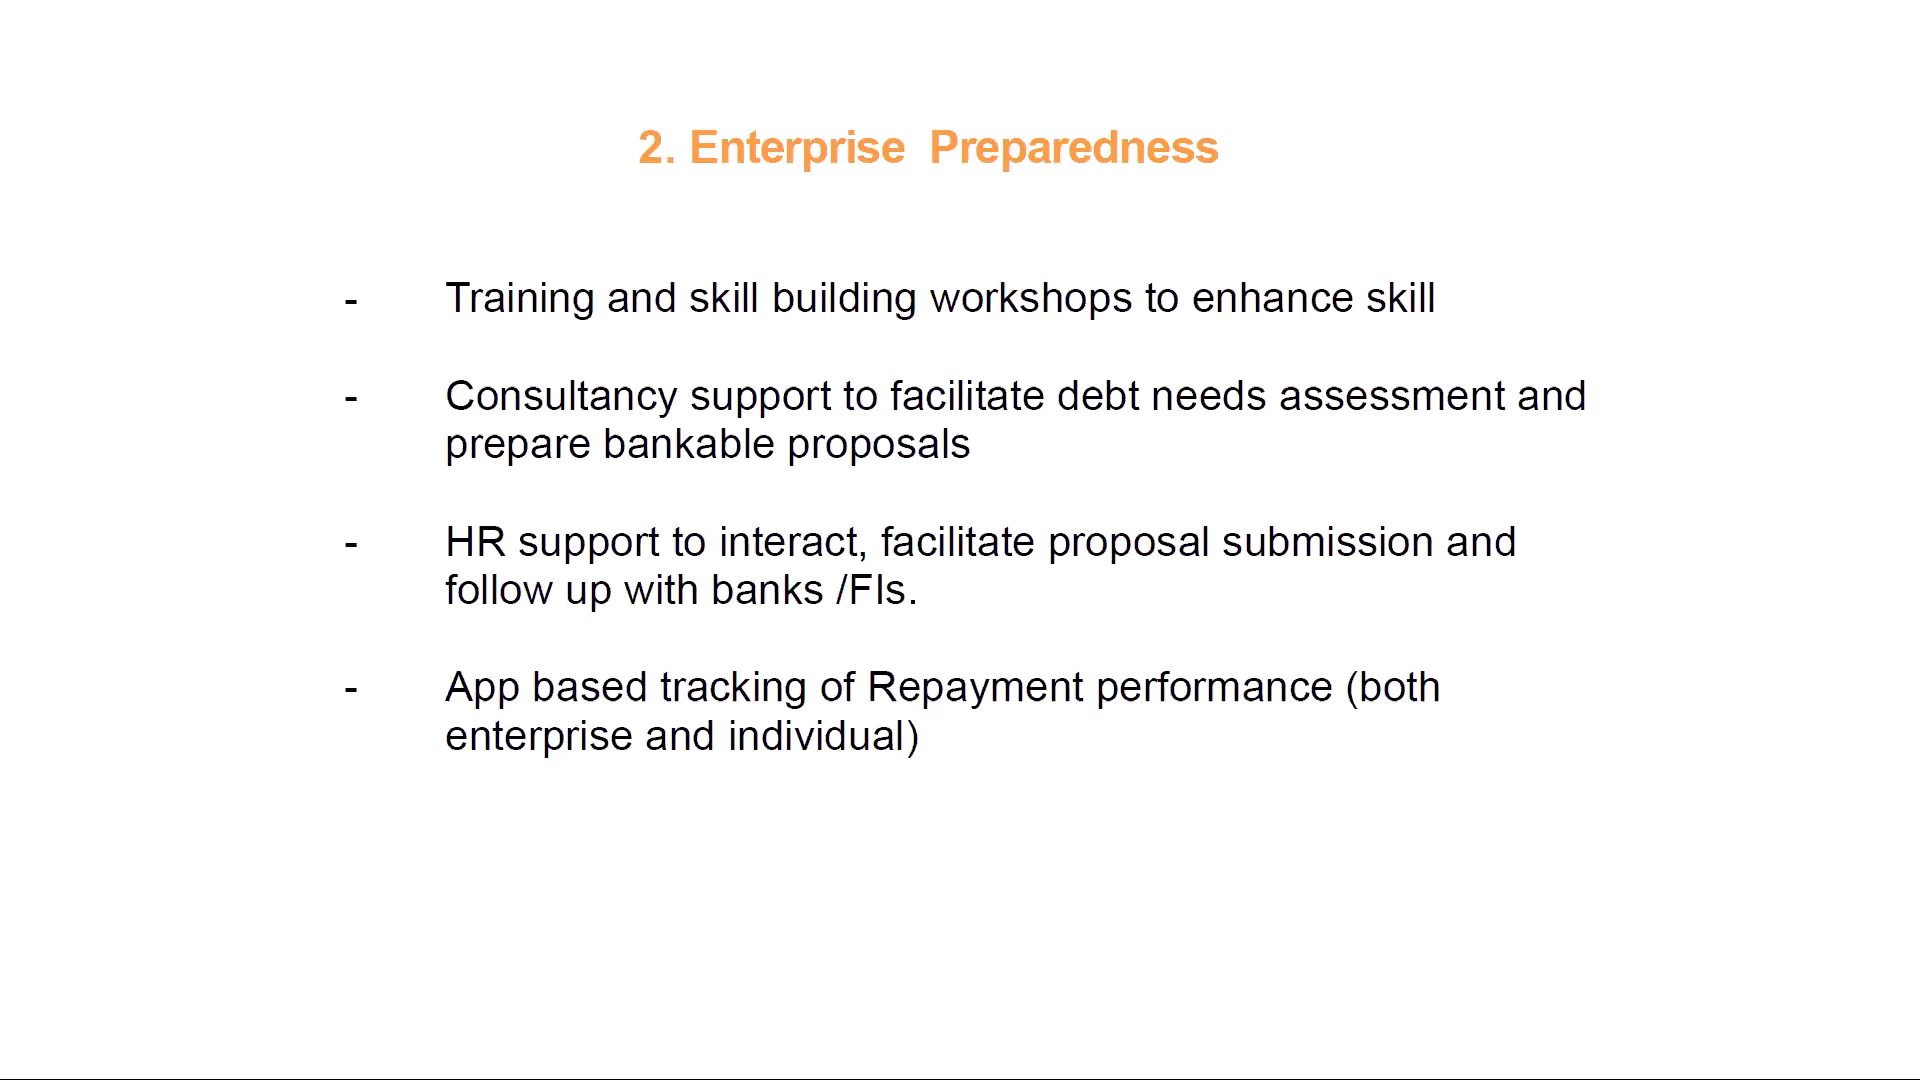 2. Enterprise  Preparedness
- Training and skill building workshops to enhance skill
- Consultancy support to facilitate debt needs assessment and
prepare bankable proposals
- HR support to interact, facilitate proposal submission and
follow up with banks /FIs.
- App based tracking of Repayment performance (both
enterprise and individual)